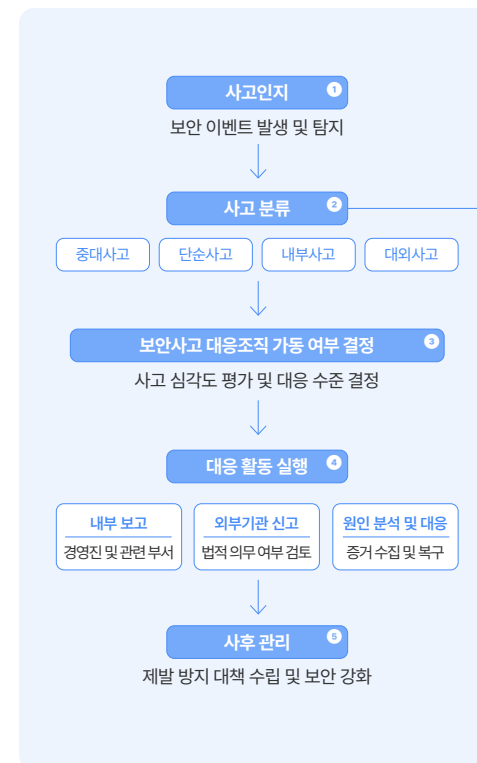 사고인지 1
보안 이벤트 발생 및 탐지
사고 분류 2
중대사고 단순사고 내부사고 대외사고
보안사고 대응조직 가동 여부 결정 3
사고 심각도 평가 및 대응 수준 결정
대응 활동 실행 4
내부 보고 외부기관 신고 원인 분석 및 대응
경영진 및 관련 부서 법적 의무 여부 검토 증거 수집 및 복구
사후 관리 5
제발 방지 대책 수립 및 보안 강화